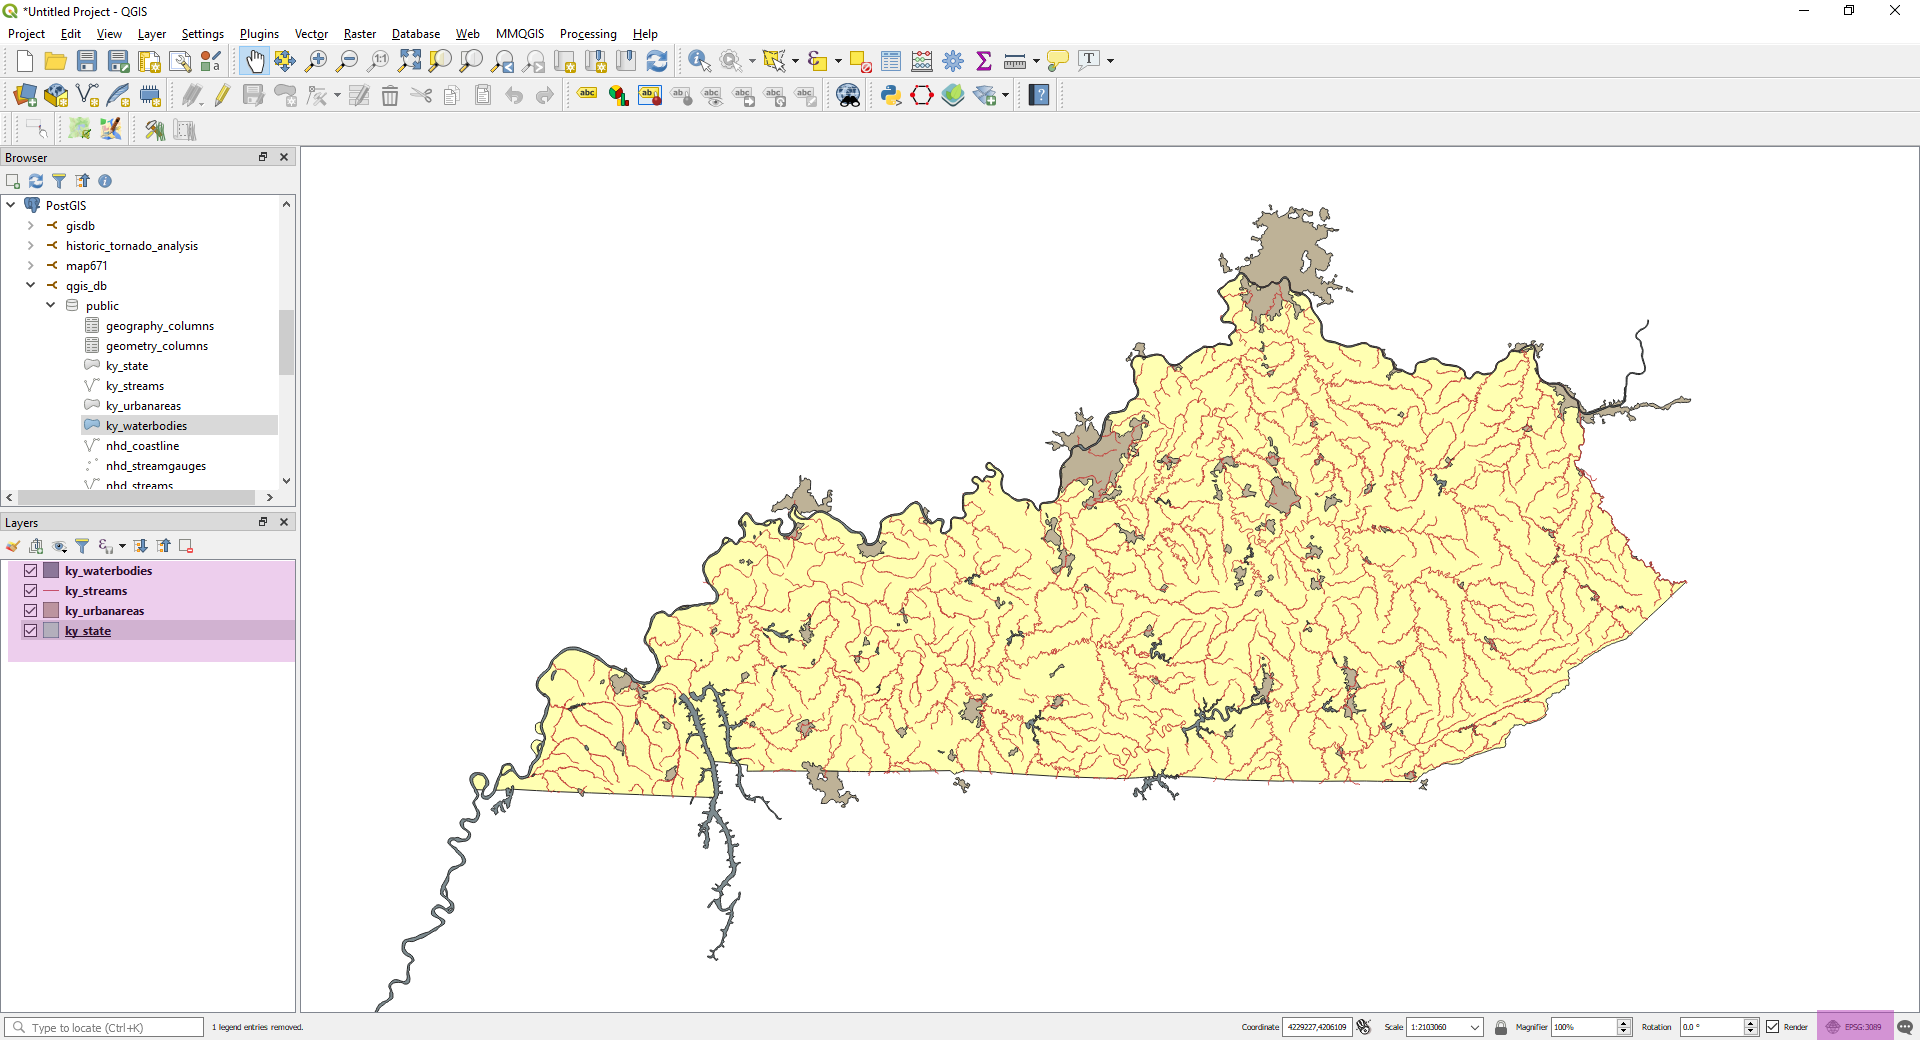 *Untitled Project - QGIS
Project Edit View Layer Settings Plugins Vector Raster Database Web MMQGIS Processing Help
Browser
PostGIS
gisdb
historic_tornado_analysis
map671
qgis_db
public
geography_columns
geometry_columns
ky_state
ky_streams
ky_urbanareas
ky_waterbodies
nhd_coastline
nhd_streamgauges
nhd_streams
Layers
ky_waterbodies
ky_streams
ky_urbanareas
ky_state
Type to locate (Ctrl+K) 1 legend entries removed. Coordinate 4229227,4206109 Scale 1:2103060 Magnifier 100% Rotation 0.0 ° Render EPSG:3089